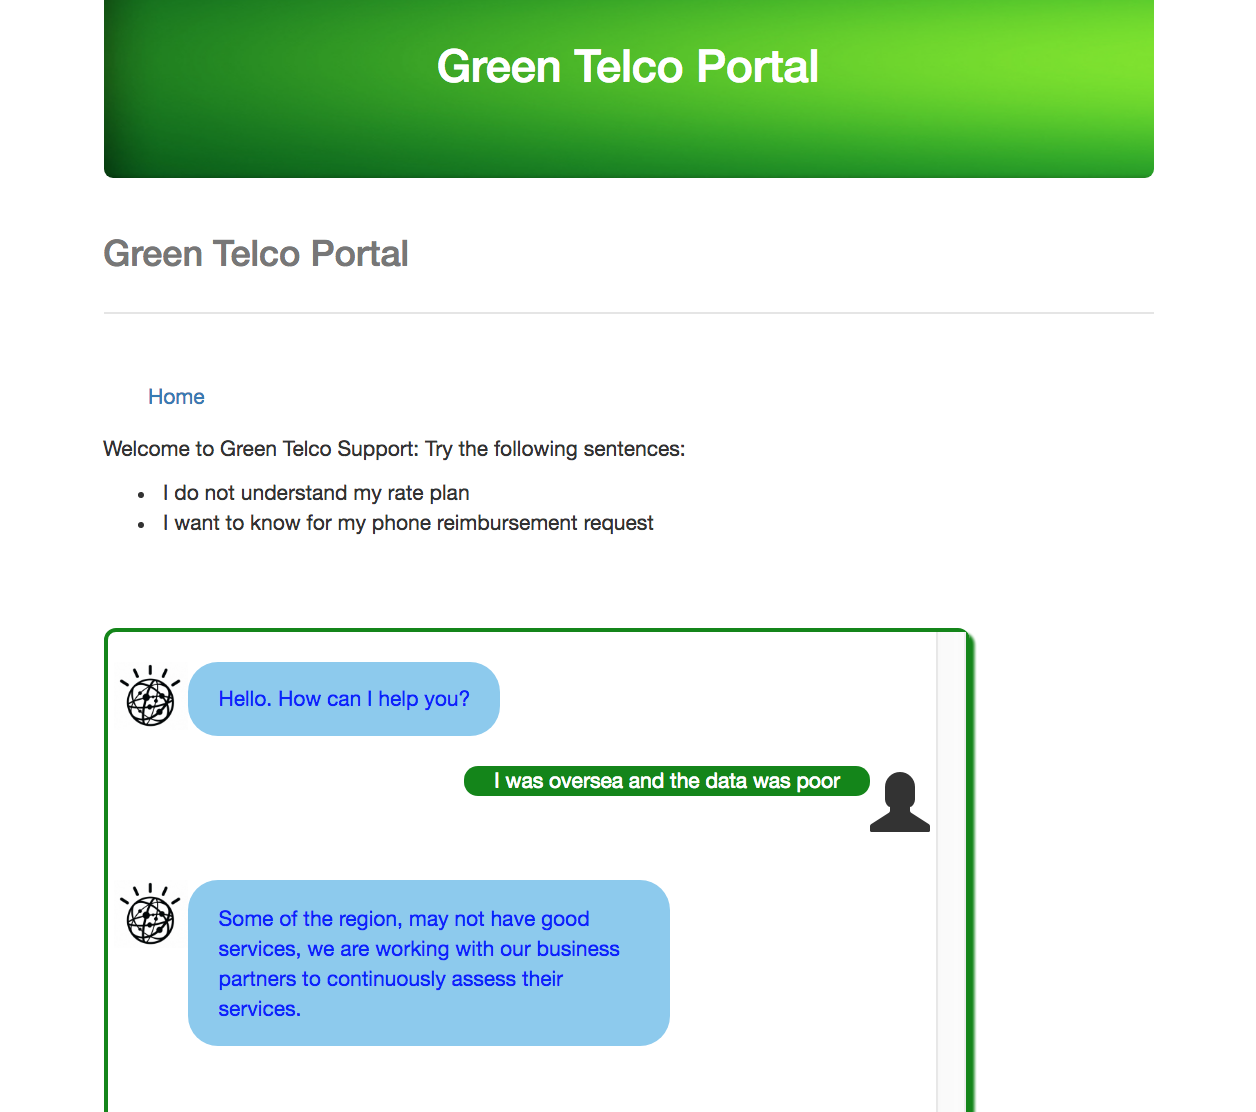 Green Telco Portal
Green Telco Portal
Home
Welcome to Green Telco Support: Try the following sentences:
I do not understand my rate plan
I want to know for my phone reimbursement request
Hello. How can I help you?
I was oversea and the data was poor
Some of the region, may not have good
services, we are working with our business
partners to continuously assess their
services.